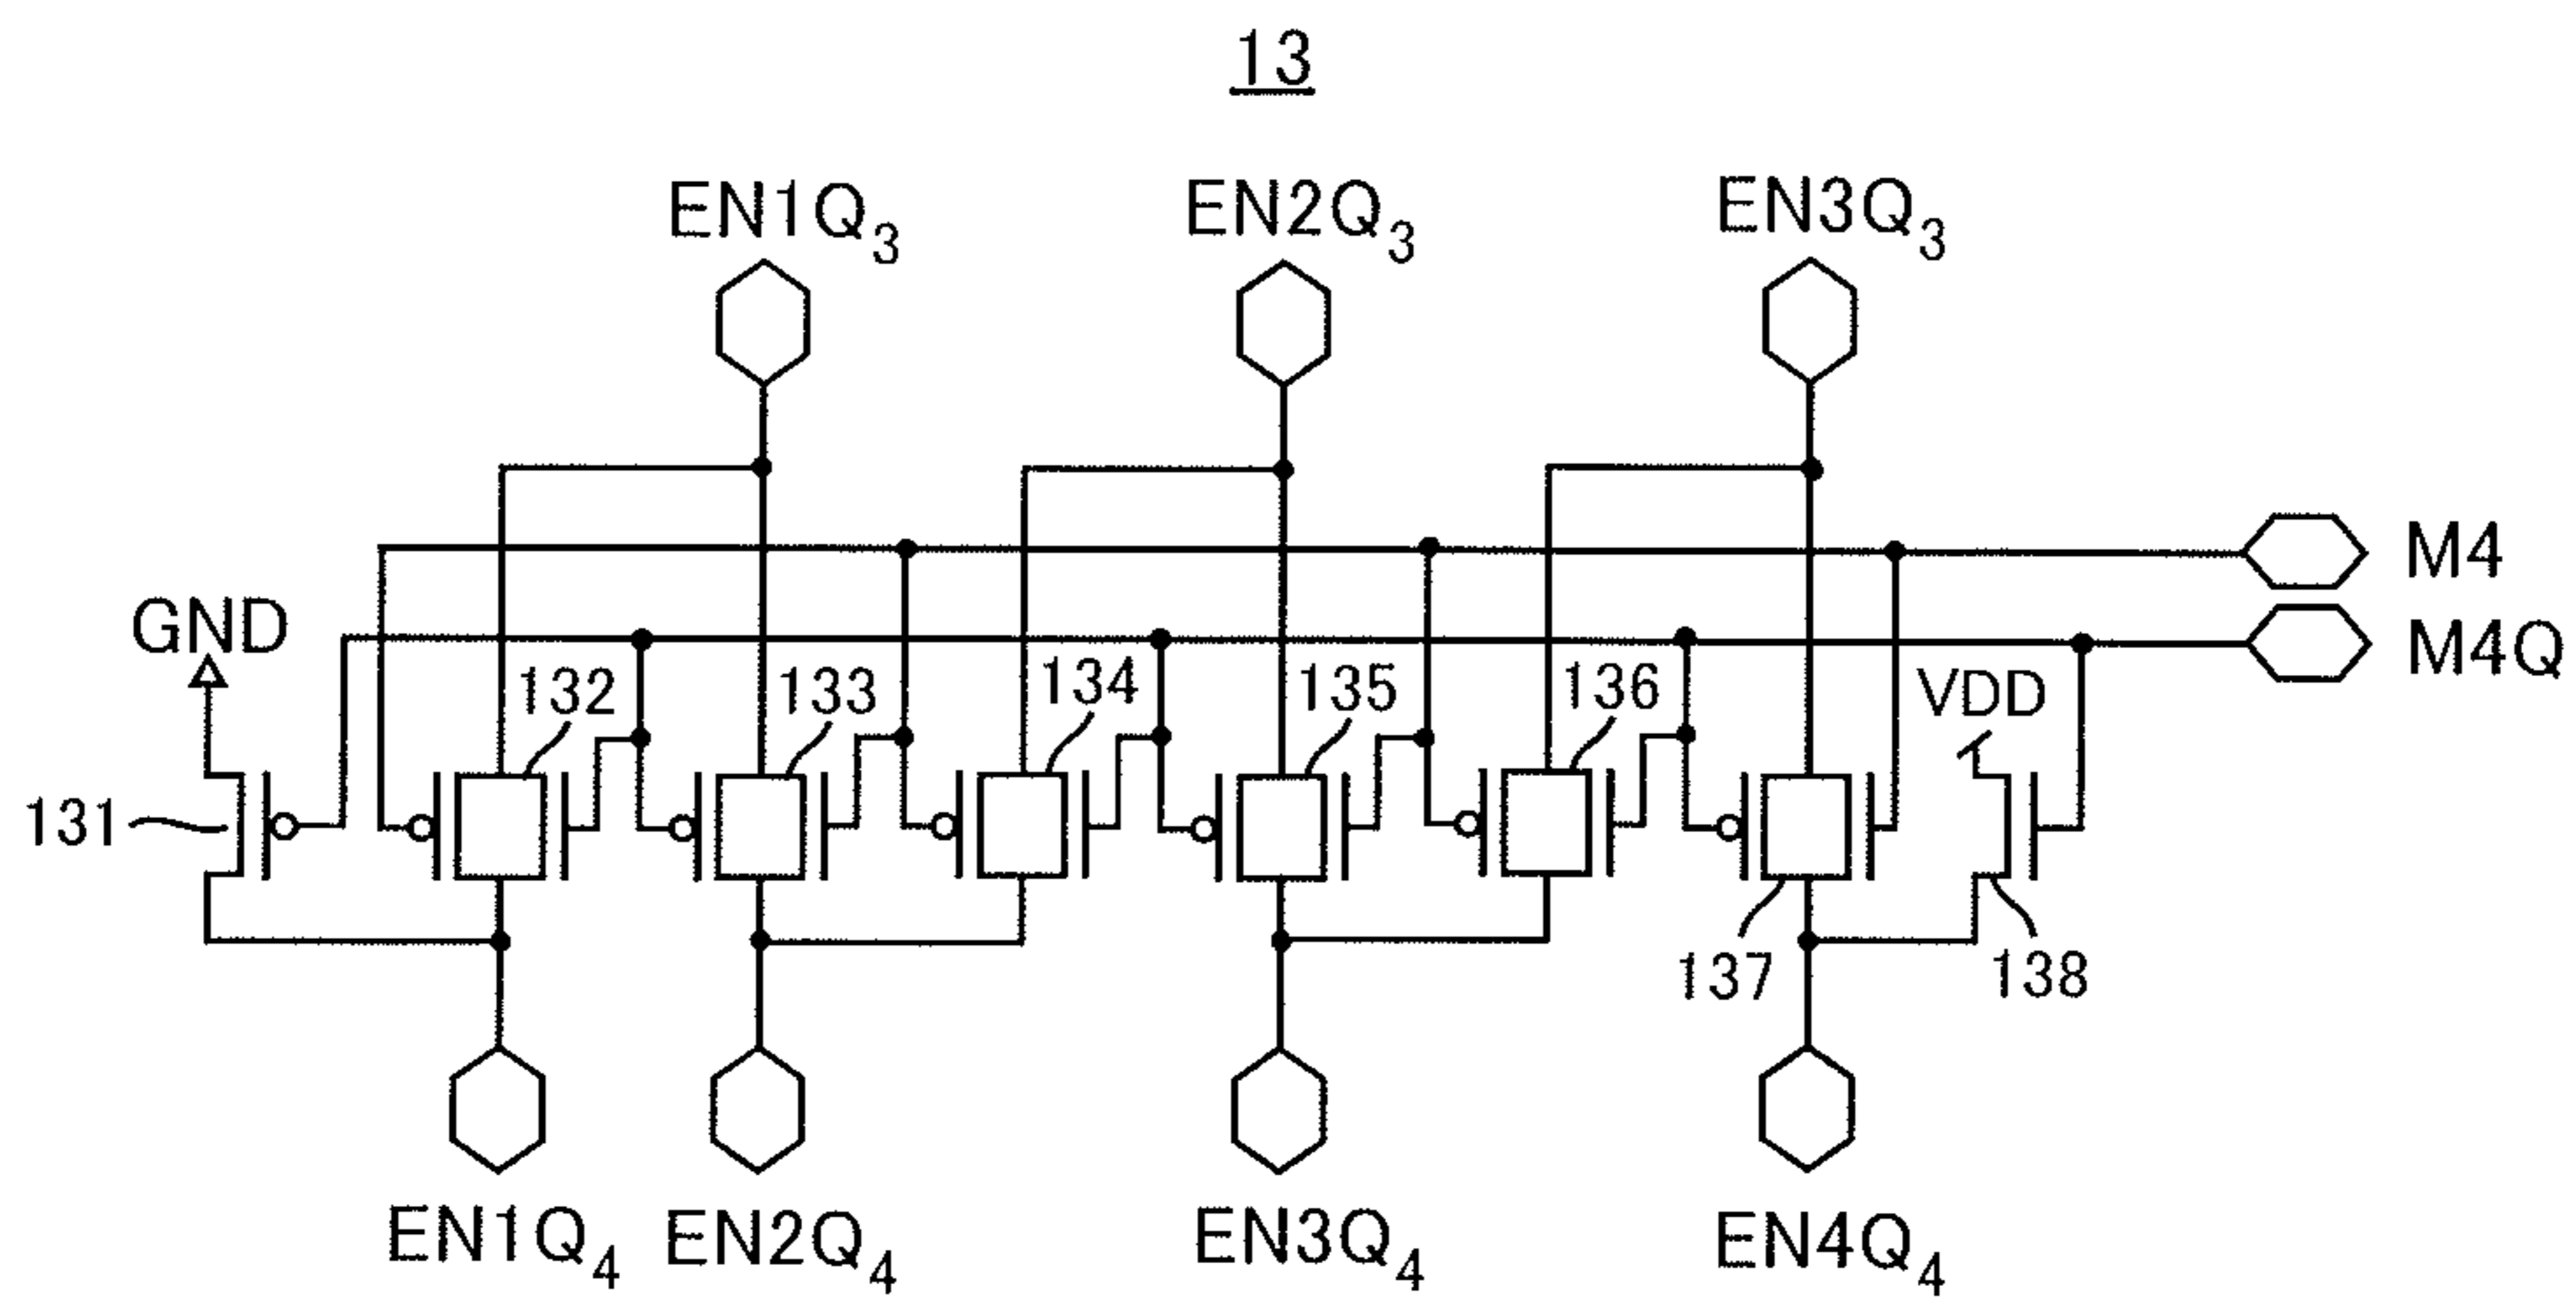 13
EN1Q3 EN2Q3 EN3Q3
M4
GND
M4Q
132 133 134 135 136 VDD
131
137 138
EN1Q4 EN2Q4 EN3Q4 EN4Q4